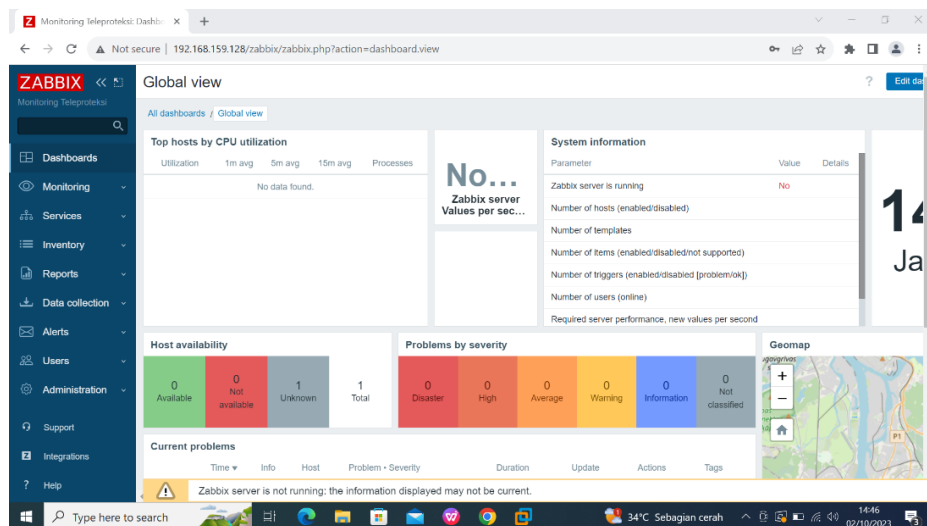 Monitoring Teleproteksi: Dashbo
Not secure | 192.168.159.128/zabbix/zabbix.php?action=dashboard.view
ZABBIX
Monitoring Teleproteksi
Dashboards
Monitoring
Services
Inventory
Reports
Data collection
Alerts
Users
Administration
Support
Integrations
Help
Global view
? Edit das
All dashboards / Global view
Top hosts by CPU utilization
Utilization 1m avg 5m avg 15m avg Processes
No data found.
No...
Zabbix server
Values per sec...
System information
Parameter Value Details
Zabbix server is running No
Number of hosts (enabled/disabled)
Number of templates
Number of items (enabled/disabled/not supported)
Number of triggers (enabled/disabled [problem/ok])
Number of users (online)
Required server performance, new values per second
14
Ja
Host availability
0 Available
0 Not available
1 Unknown
1 Total
Problems by severity
0 Disaster
0 High
0 Average
0 Warning
0 Information
0 Not classified
Geomap
+
−
P1
Current problems
Time ▾ Info Host Problem • Severity Duration Update Actions Tags
Zabbix server is not running: the information displayed may not be current.
Type here to search
34°C Sebagian cerah
14:46
02/10/2023